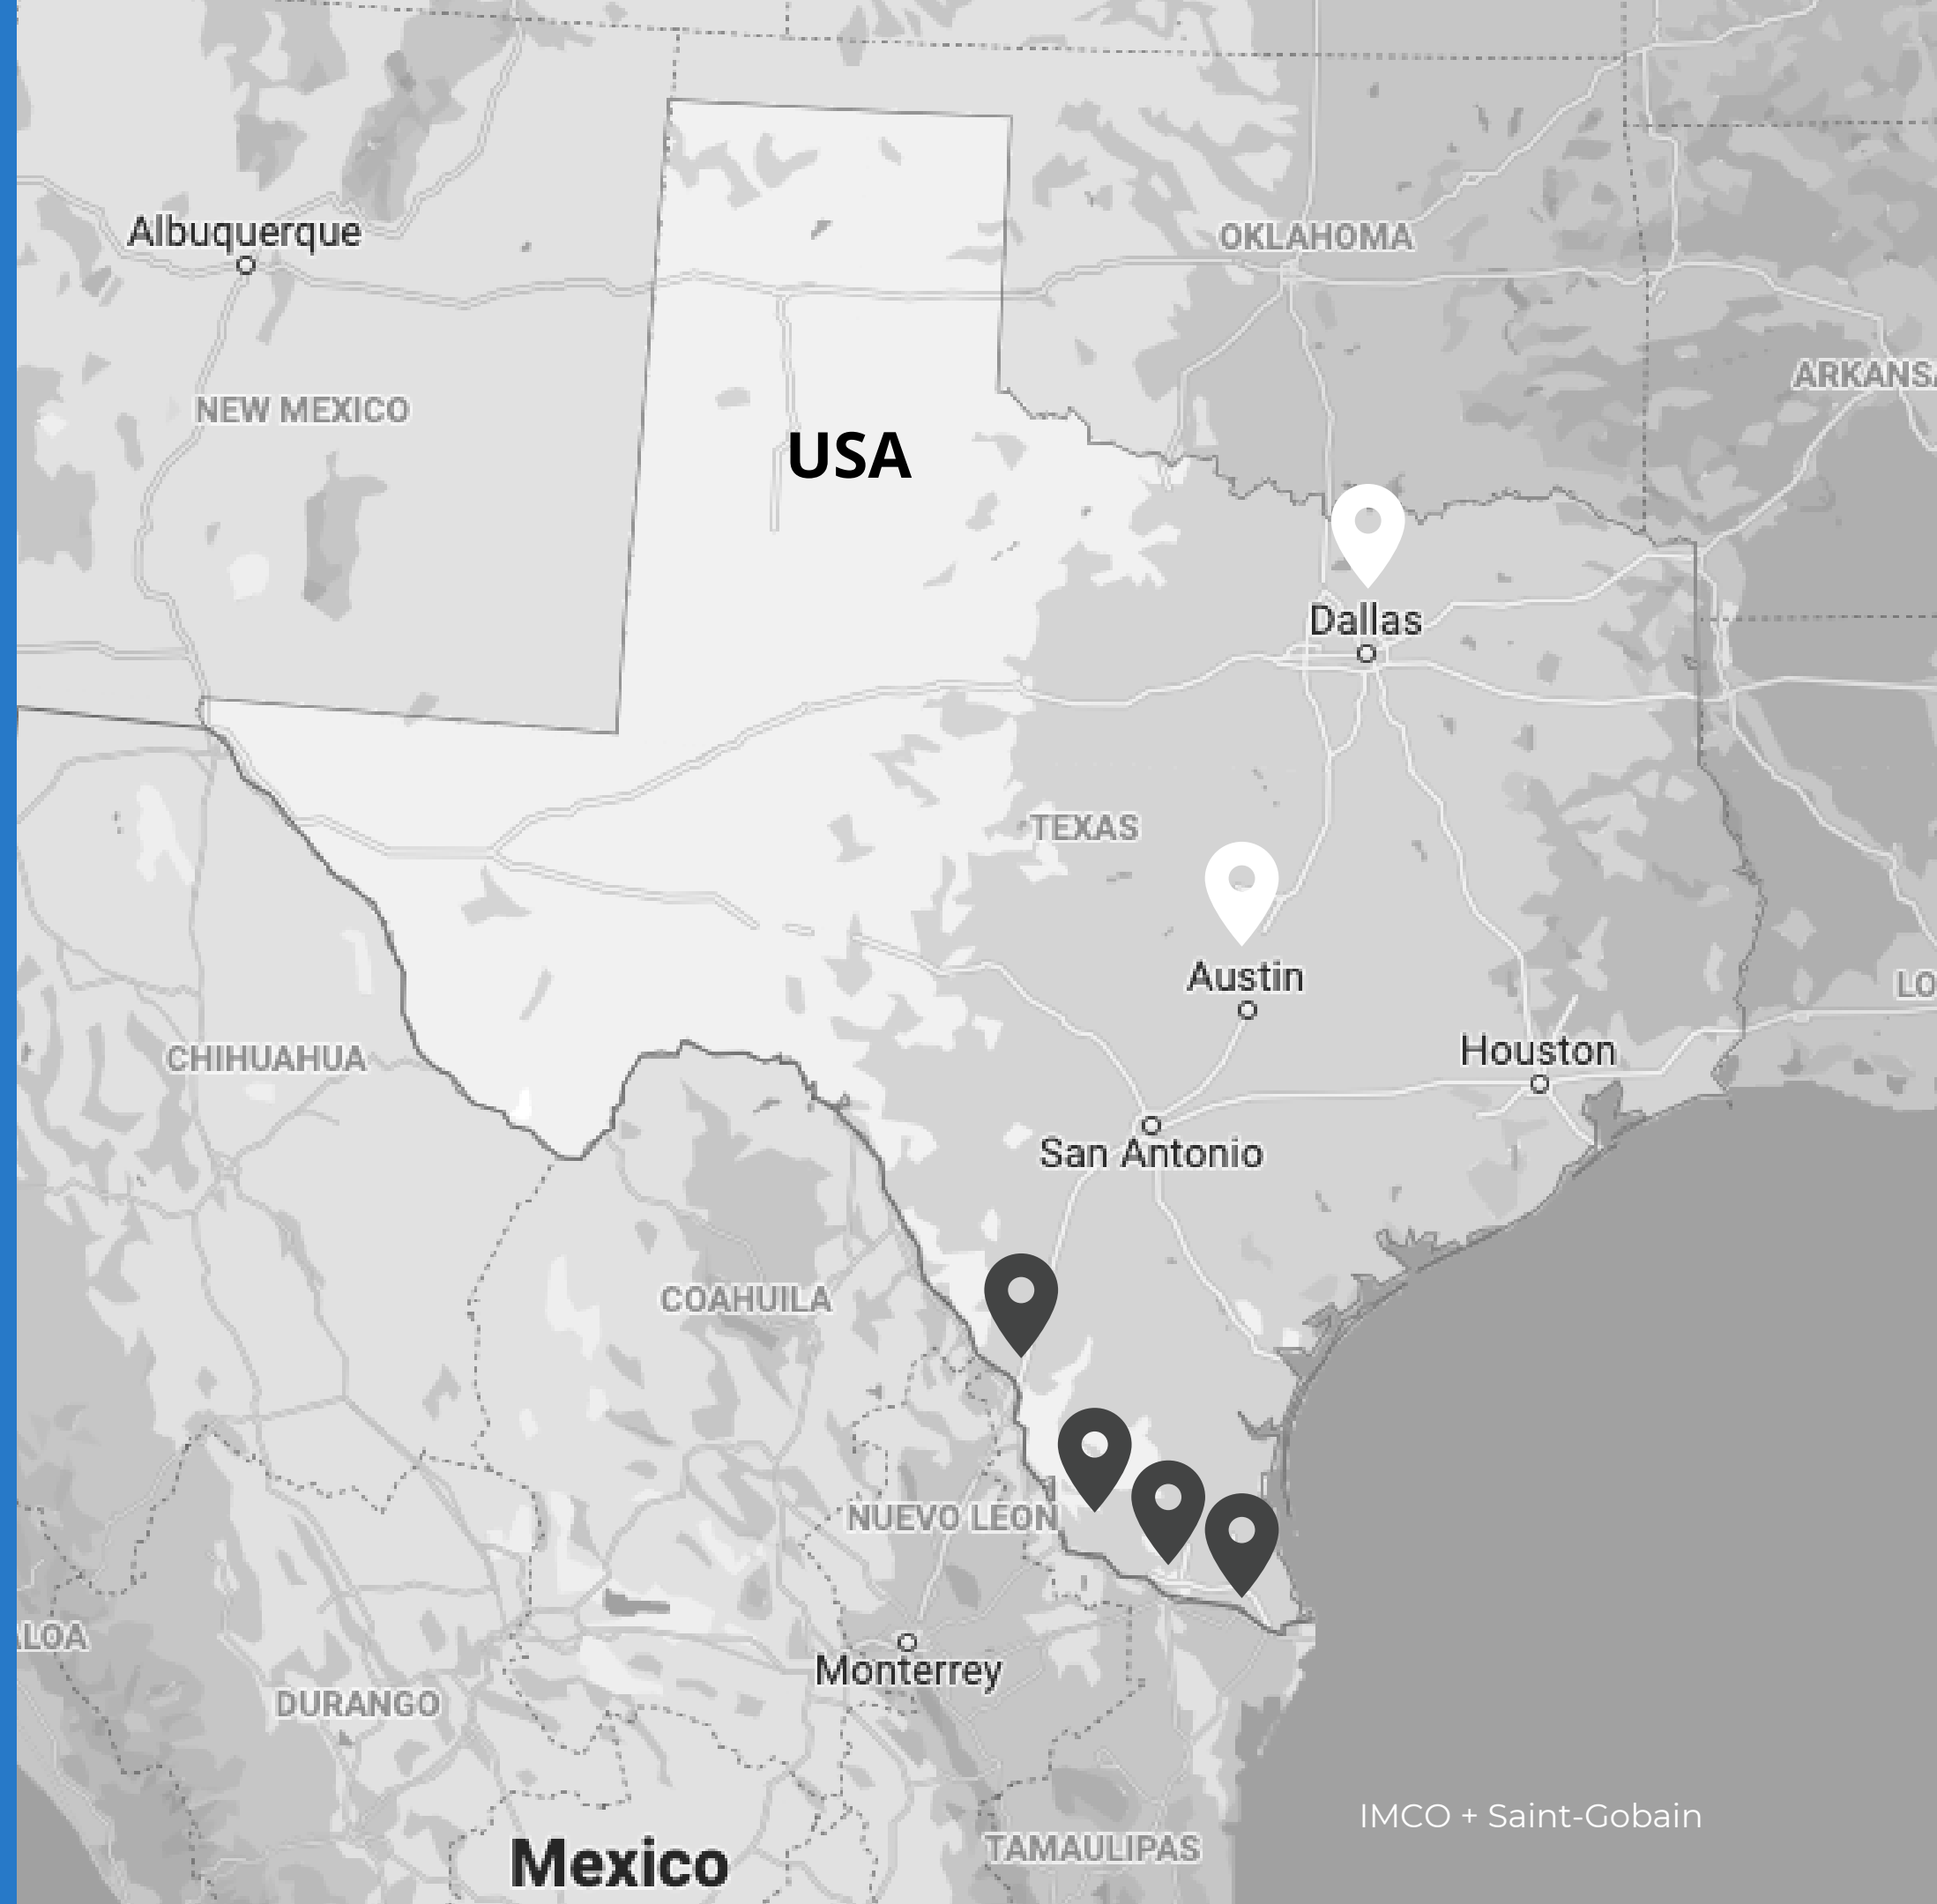 Albuquerque
OKLAHOMA
ARKANSA
NEW MEXICO
USA
Dallas
TEXAS
Austin
LO
Houston
CHIHUAHUA
San Antonio
COAHUILA
NUEVO LEON
LOA
Monterrey
DURANGO
IMCO + Saint-Gobain
TAMAULIPAS
Mexico